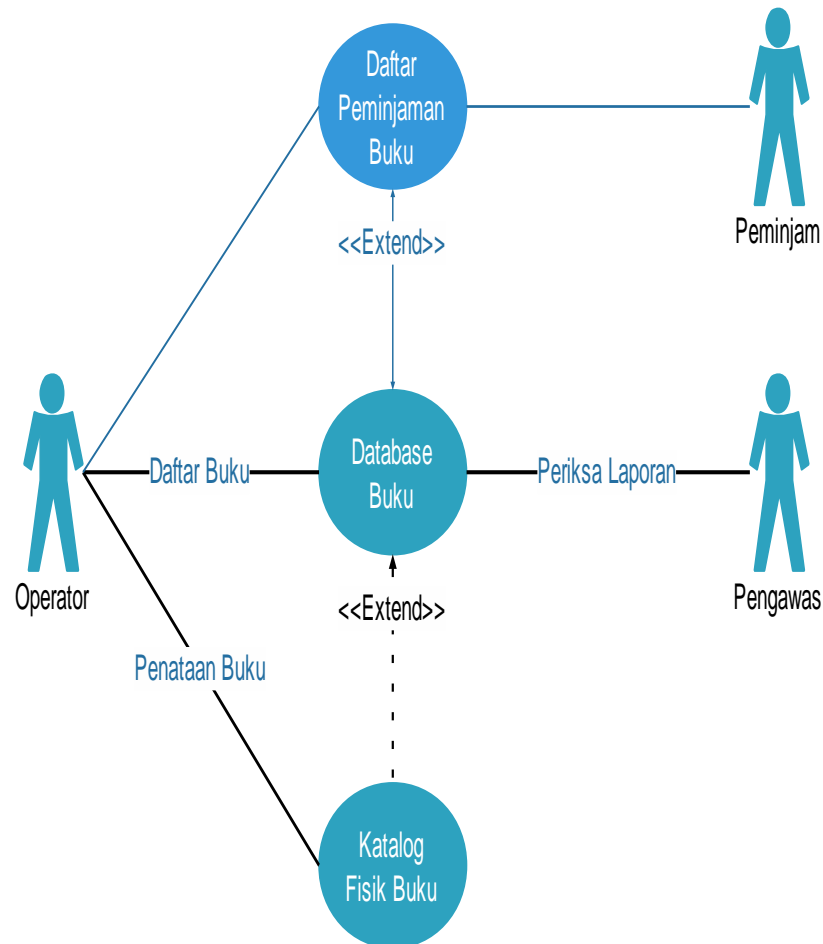 Daftar
Peminjaman
Buku
Peminjam
<<Extend>>
Daftar Buku
Database
Buku
Periksa Laporan
Operator
Pengawas
<<Extend>>
Penataan Buku
Katalog
Fisik Buku